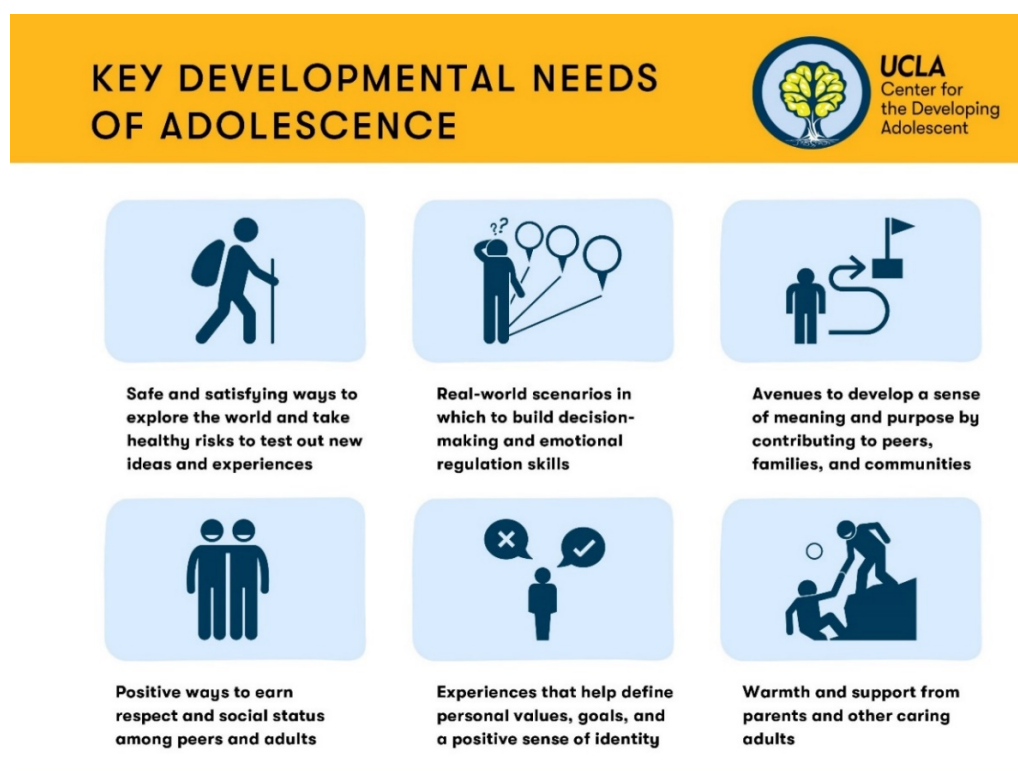 KEY DEVELOPMENTAL NEEDS
OF ADOLESCENCE
UCLA
Center for
the Developing
Adolescent
??
Safe and satisfying ways to
explore the world and take
healthy risks to test out new
ideas and experiences
Real-world scenarios in
which to build decision-
making and emotional
regulation skills
Avenues to develop a sense
of meaning and purpose by
contributing to peers,
families, and communities
Positive ways to earn
respect and social status
among peers and adults
Experiences that help define
personal values, goals, and
a positive sense of identity
Warmth and support from
parents and other caring
adults